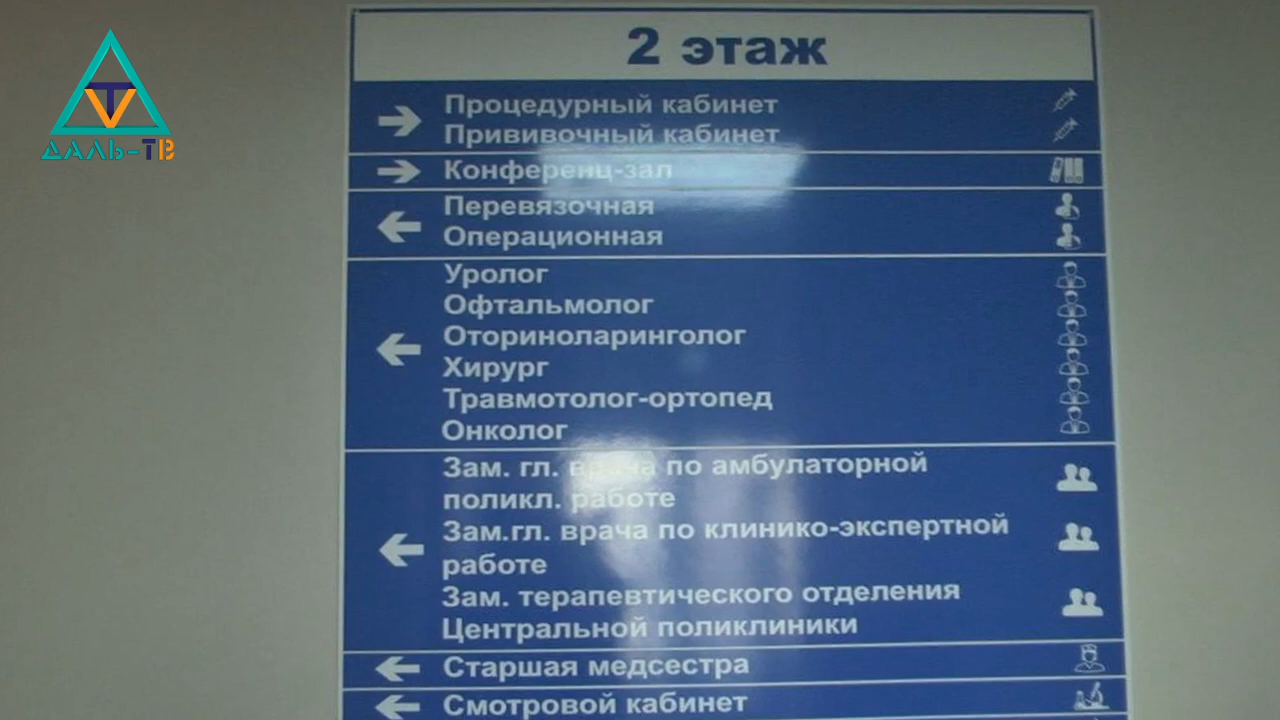 ДАЛЬ-ТВ
2 этаж
Процедурный кабинет
Прививочный кабинет
Конференц-зал
Перевязочная
Операционная
Уролог
Офтальмолог
Оториноларинголог
Хирург
Травмотолог-ортопед
Онколог
Зам. гл. врача по амбулаторной
поликл. работе
Зам.гл. врача по клинико-экспертной
работе
Зам. терапевтического отделения
Центральной поликлиники
Старшая медсестра
Смотровой кабинет